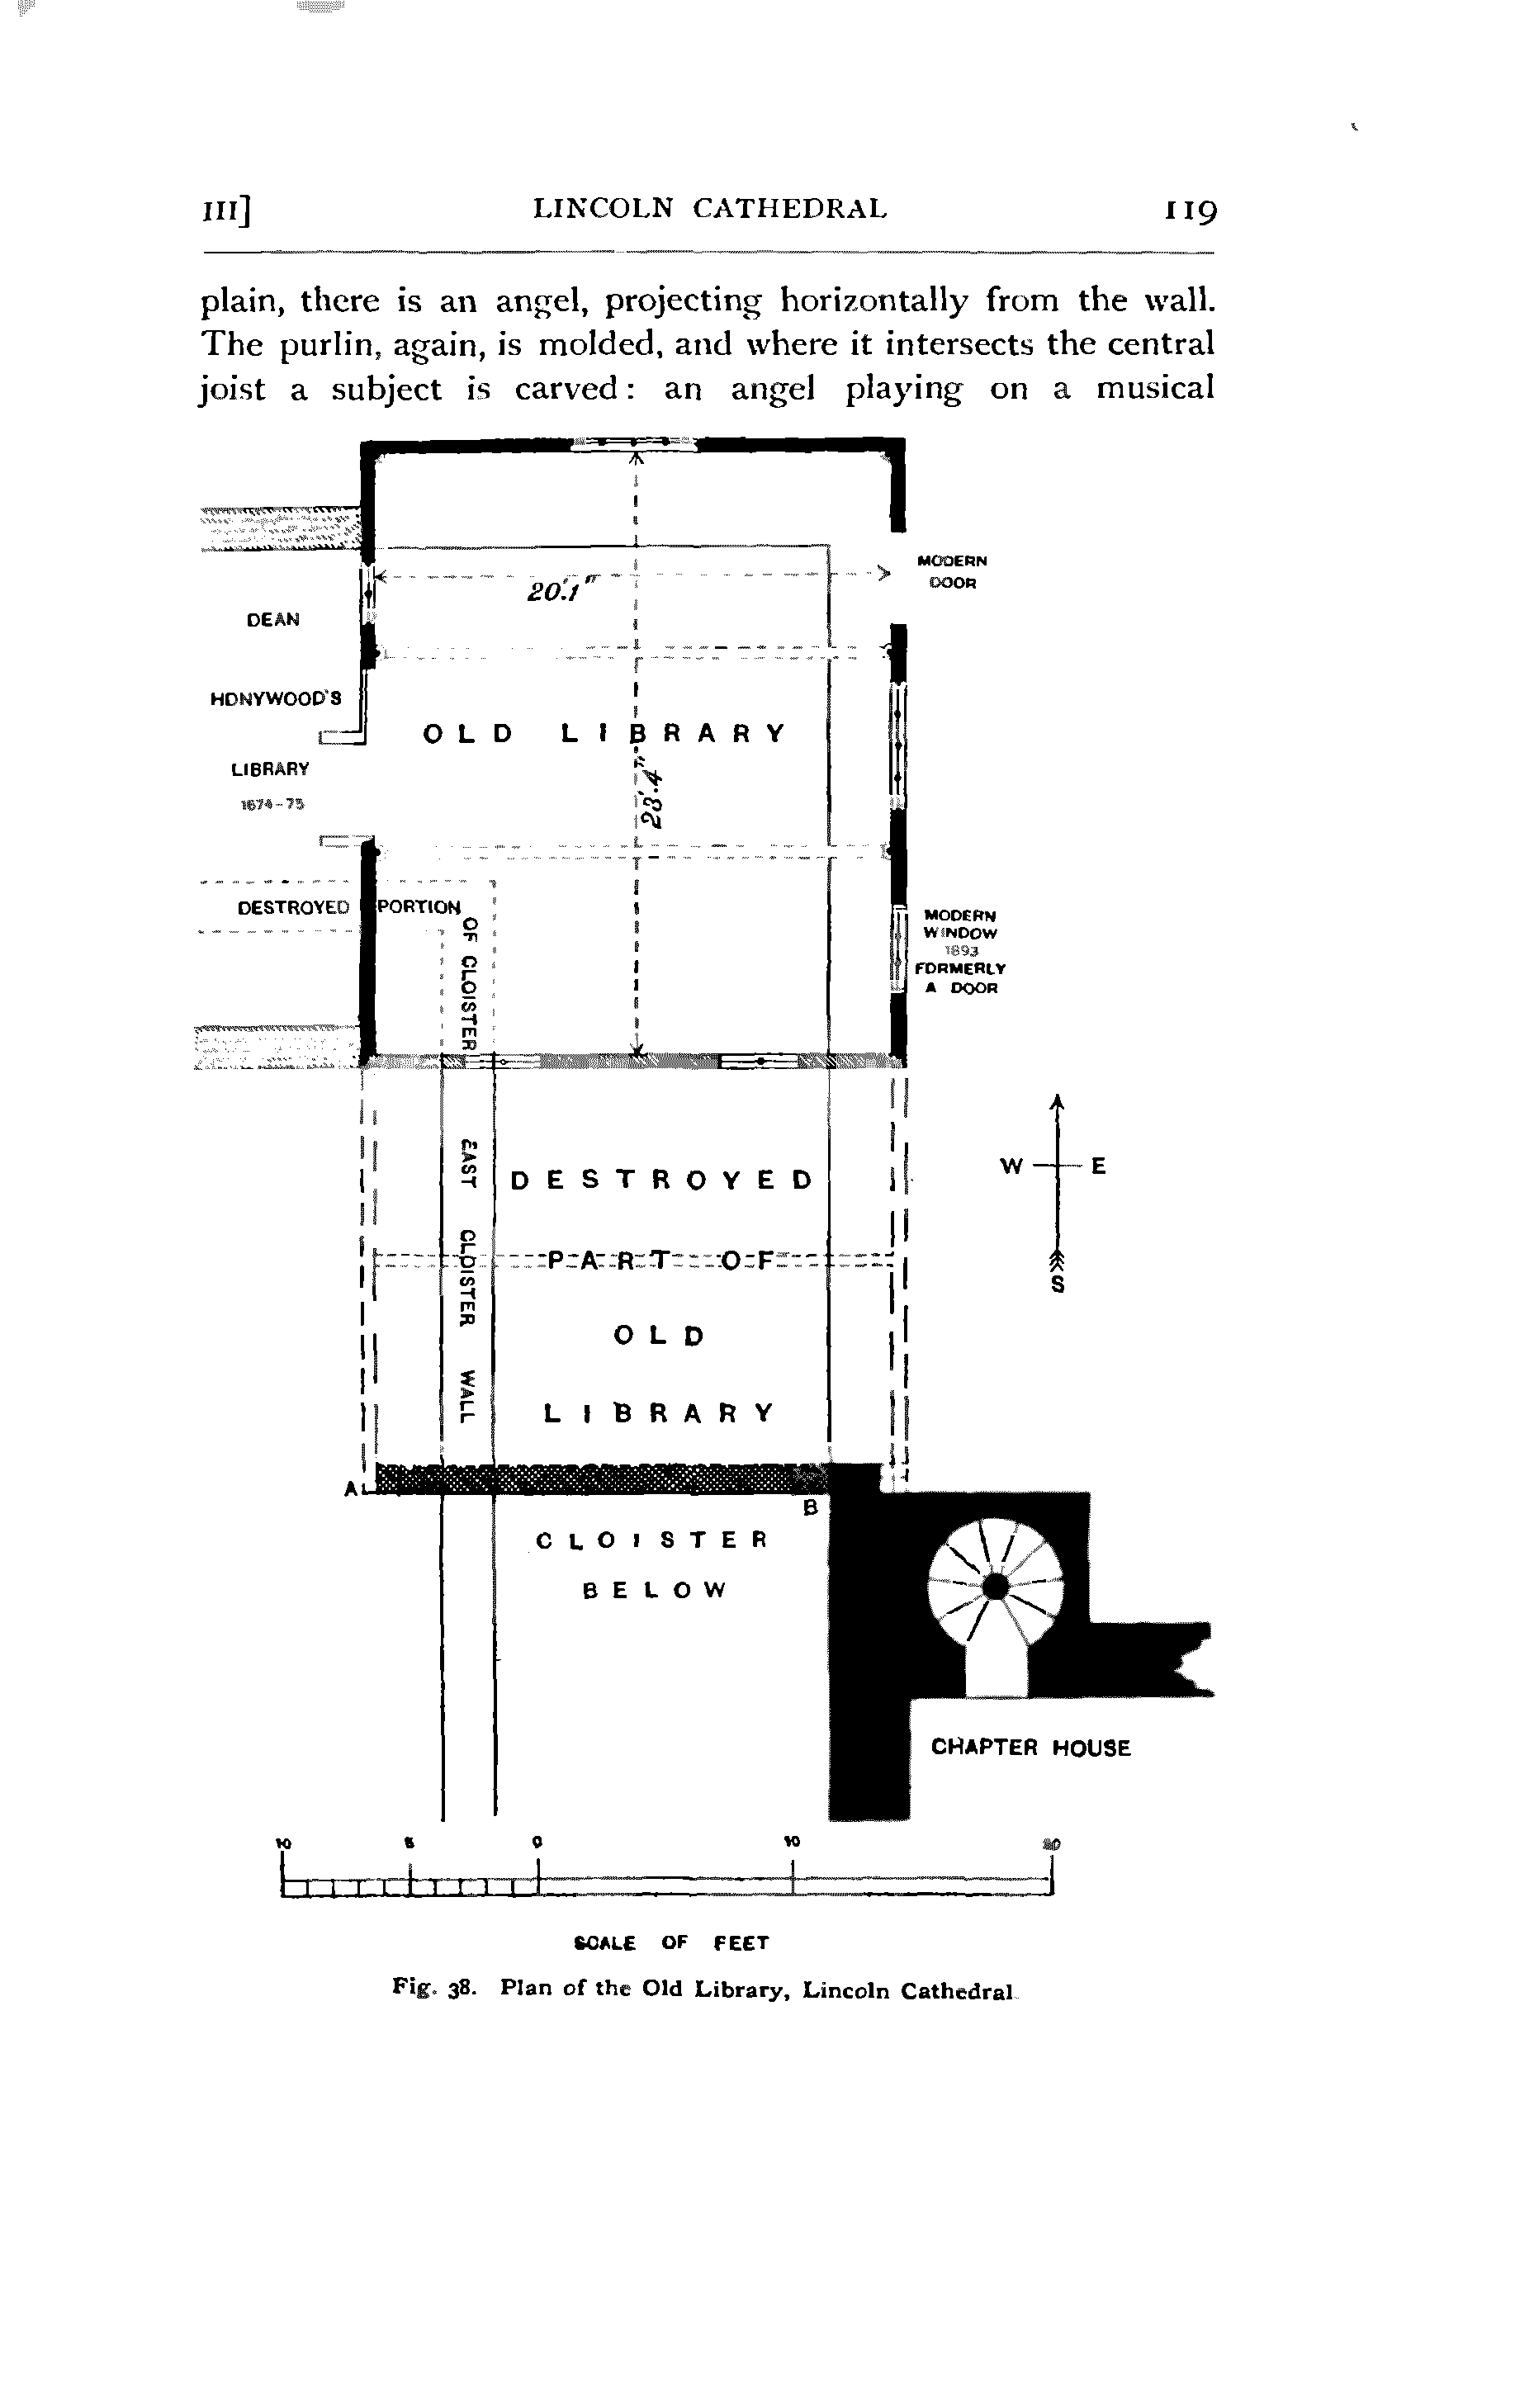 III] LINCOLN CATHEDRAL 119
plain, there is an angel, projecting horizontally from the wall.
The purlin, again, is molded, and where it intersects the central
joist a subject is carved: an angel playing on a musical
MODERN
DOOR
20'.1"
DEAN
HONYWOOD'S
LIBRARY
1674-75
OLD LIBRARY
23'.4"
DESTROYED PORTION
OF CLOISTER
MODERN
WINDOW
1893
FORMERLY
A DOOR
EAST CLOISTER WALL
DESTROYED
PART OF
OLD
LIBRARY
W E
S
A
B
CLOISTER
BELOW
CHAPTER HOUSE
10 5 0 10 20
SCALE OF FEET
Fig. 38. Plan of the Old Library, Lincoln Cathedral